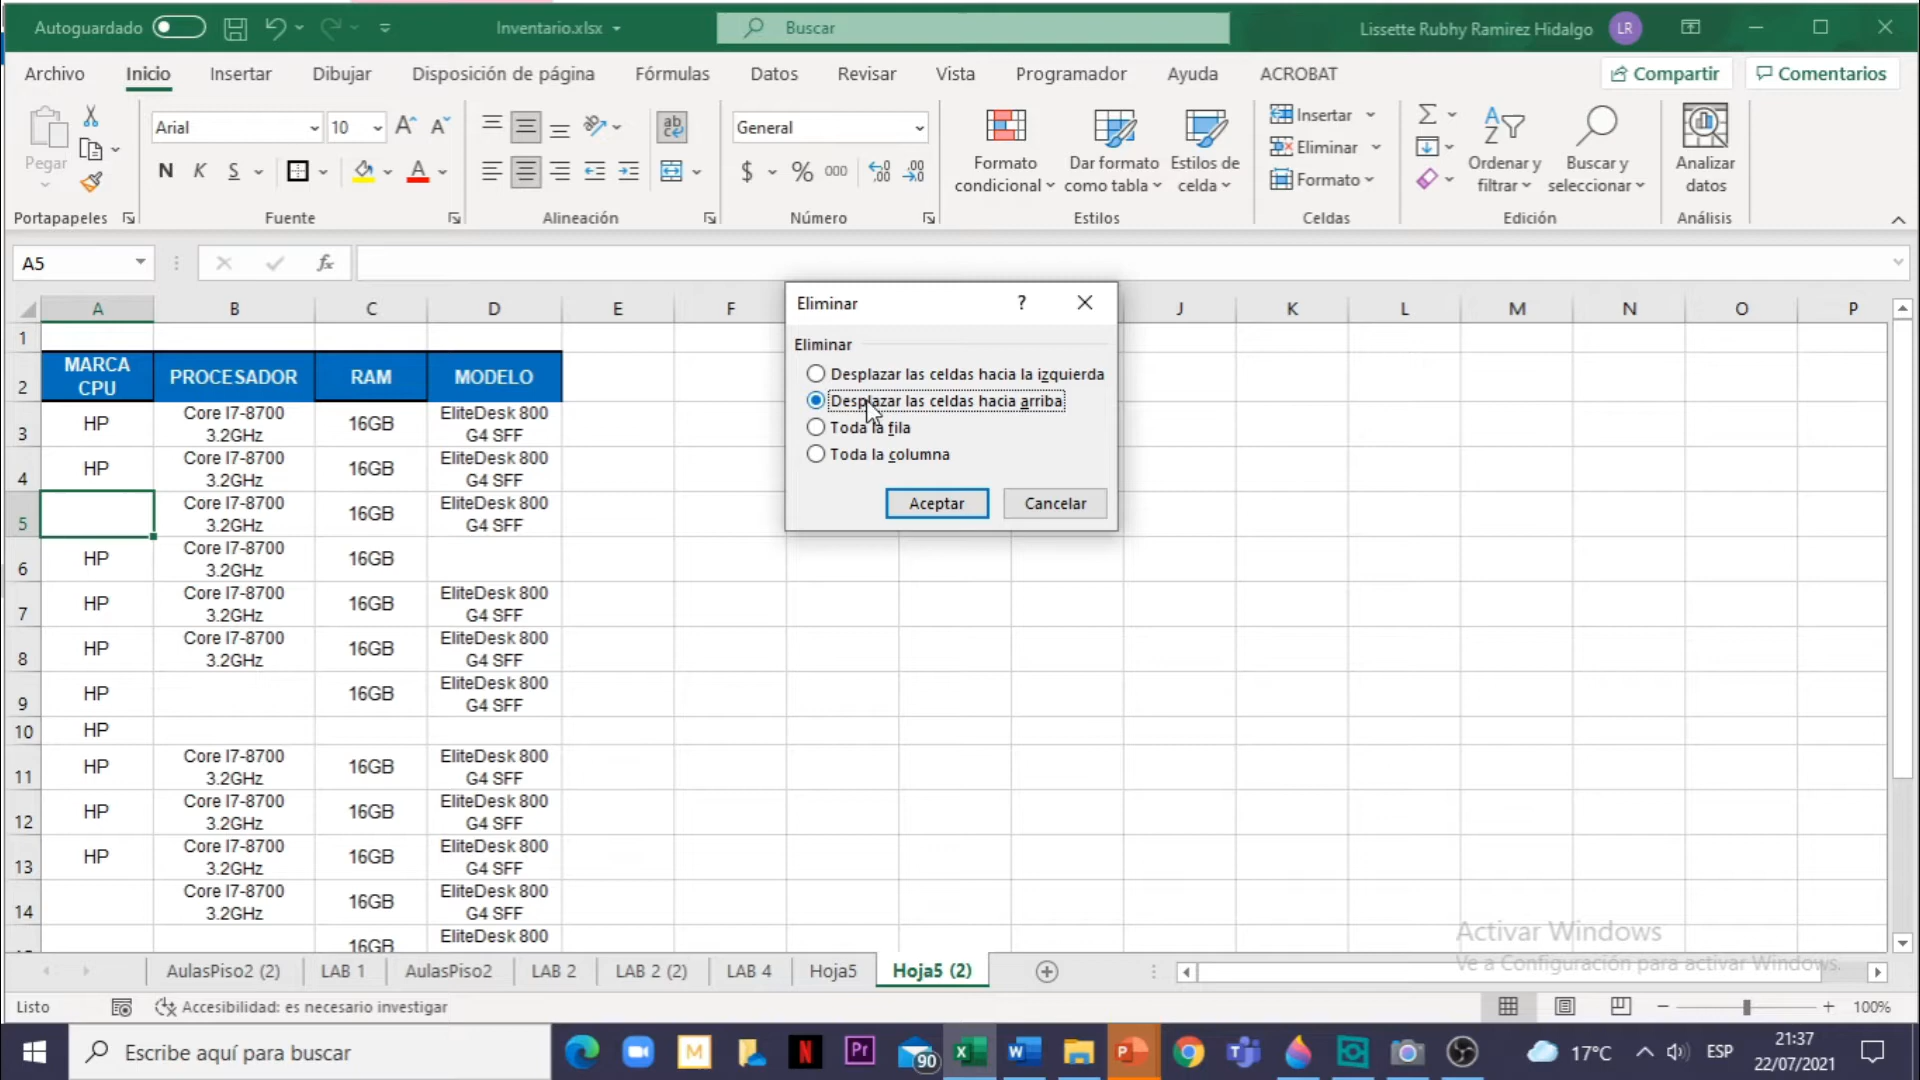 Autoguardado
Inventario.xlsx
Buscar
Lissette Rubhy Ramirez Hidalgo
LR
Archivo Inicio Insertar Dibujar Disposición de página Fórmulas Datos Revisar Vista Programador Ayuda ACROBAT Compartir Comentarios
Pegar
Portapapeles
Arial 10
N K S
Fuente
ab
Alineación
General
$ % 000
Número
Formato condicional
Dar formato como tabla
Estilos de celda
Estilos
Insertar
Eliminar
Formato
Celdas
Ordenar y filtrar
Buscar y seleccionar
Edición
Analizar datos
Análisis
A5
fx
A B C D E F J K L M N O P
1
2 MARCA CPU PROCESADOR RAM MODELO
3 HP Core I7-8700 3.2GHz 16GB EliteDesk 800 G4 SFF
4 HP Core I7-8700 3.2GHz 16GB EliteDesk 800 G4 SFF
5 Core I7-8700 3.2GHz 16GB EliteDesk 800 G4 SFF
6 HP Core I7-8700 3.2GHz 16GB
7 HP Core I7-8700 3.2GHz 16GB EliteDesk 800 G4 SFF
8 HP Core I7-8700 3.2GHz 16GB EliteDesk 800 G4 SFF
9 HP 16GB EliteDesk 800 G4 SFF
10 HP
11 HP Core I7-8700 3.2GHz 16GB EliteDesk 800 G4 SFF
12 HP Core I7-8700 3.2GHz 16GB EliteDesk 800 G4 SFF
13 HP Core I7-8700 3.2GHz 16GB EliteDesk 800 G4 SFF
14 Core I7-8700 3.2GHz 16GB EliteDesk 800 G4 SFF
16GB EliteDesk 800
Eliminar
?
Eliminar
Desplazar las celdas hacia la izquierda
Desplazar las celdas hacia arriba
Toda la fila
Toda la columna
Aceptar Cancelar
Activar Windows
Ve a Configuración para activar Windows.
AulasPiso2 (2) LAB 1 AulasPiso2 LAB 2 LAB 2 (2) LAB 4 Hoja5 Hoja5 (2)
Listo
Accesibilidad: es necesario investigar
100%
Escribe aquí para buscar
90
17°C
ESP
21:37
22/07/2021